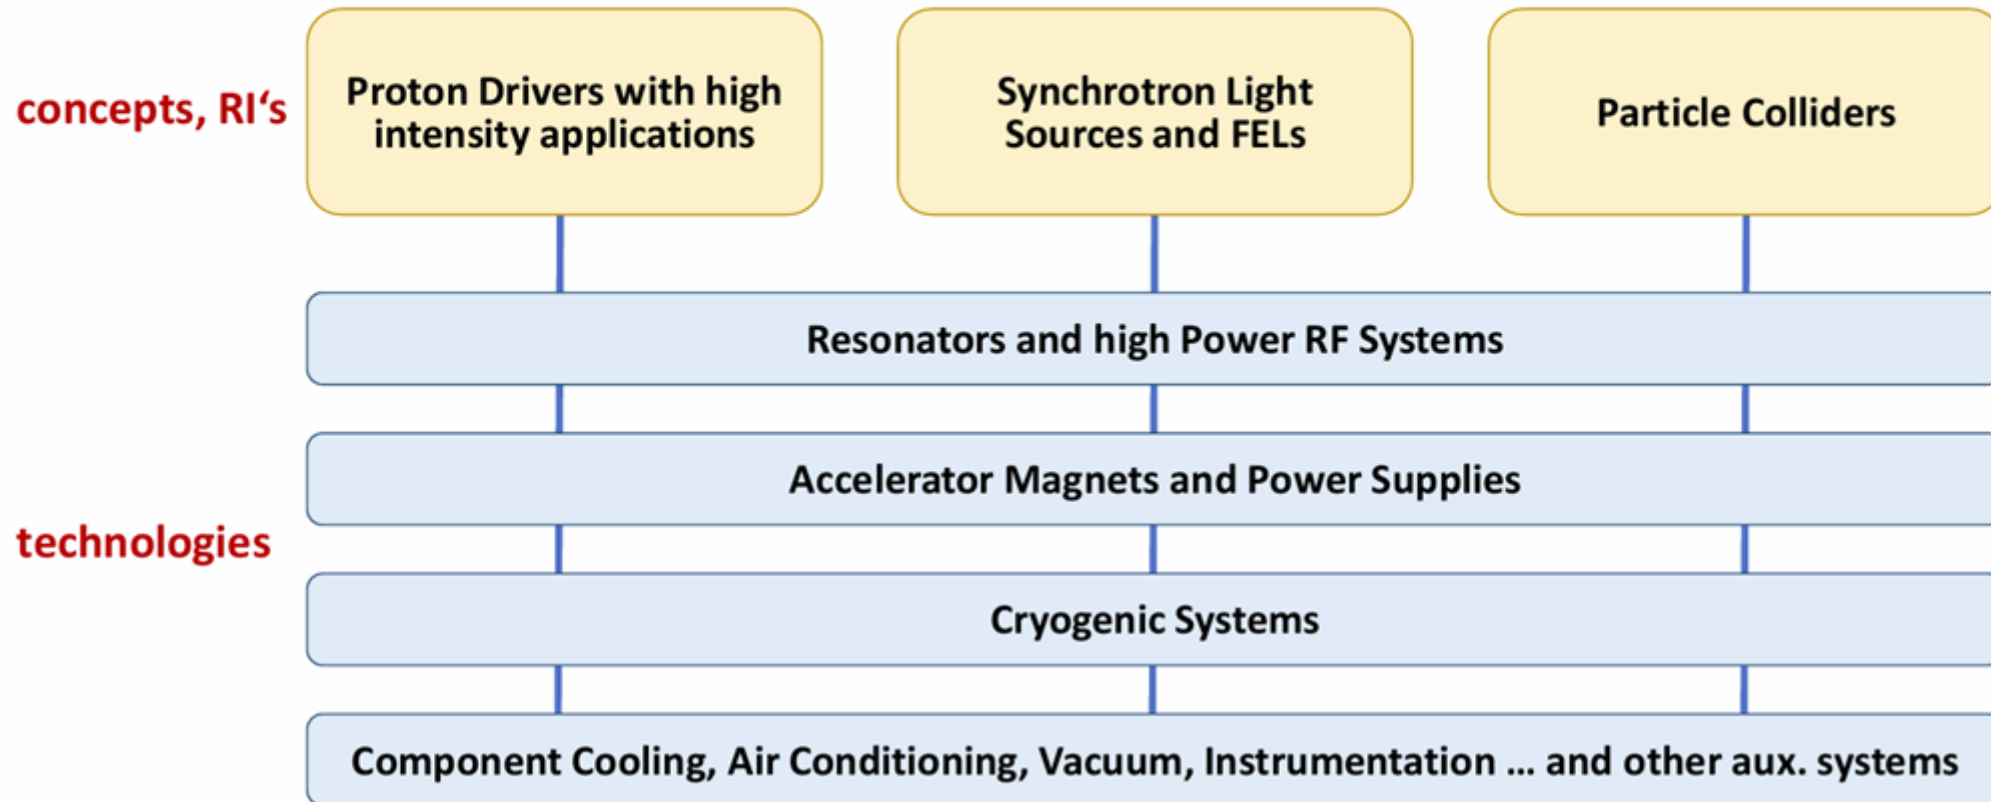 concepts, RI‘s
Proton Drivers with high
intensity applications
Synchrotron Light
Sources and FELs
Particle Colliders
technologies
Resonators and high Power RF Systems
Accelerator Magnets and Power Supplies
Cryogenic Systems
Component Cooling, Air Conditioning, Vacuum, Instrumentation ... and other aux. systems